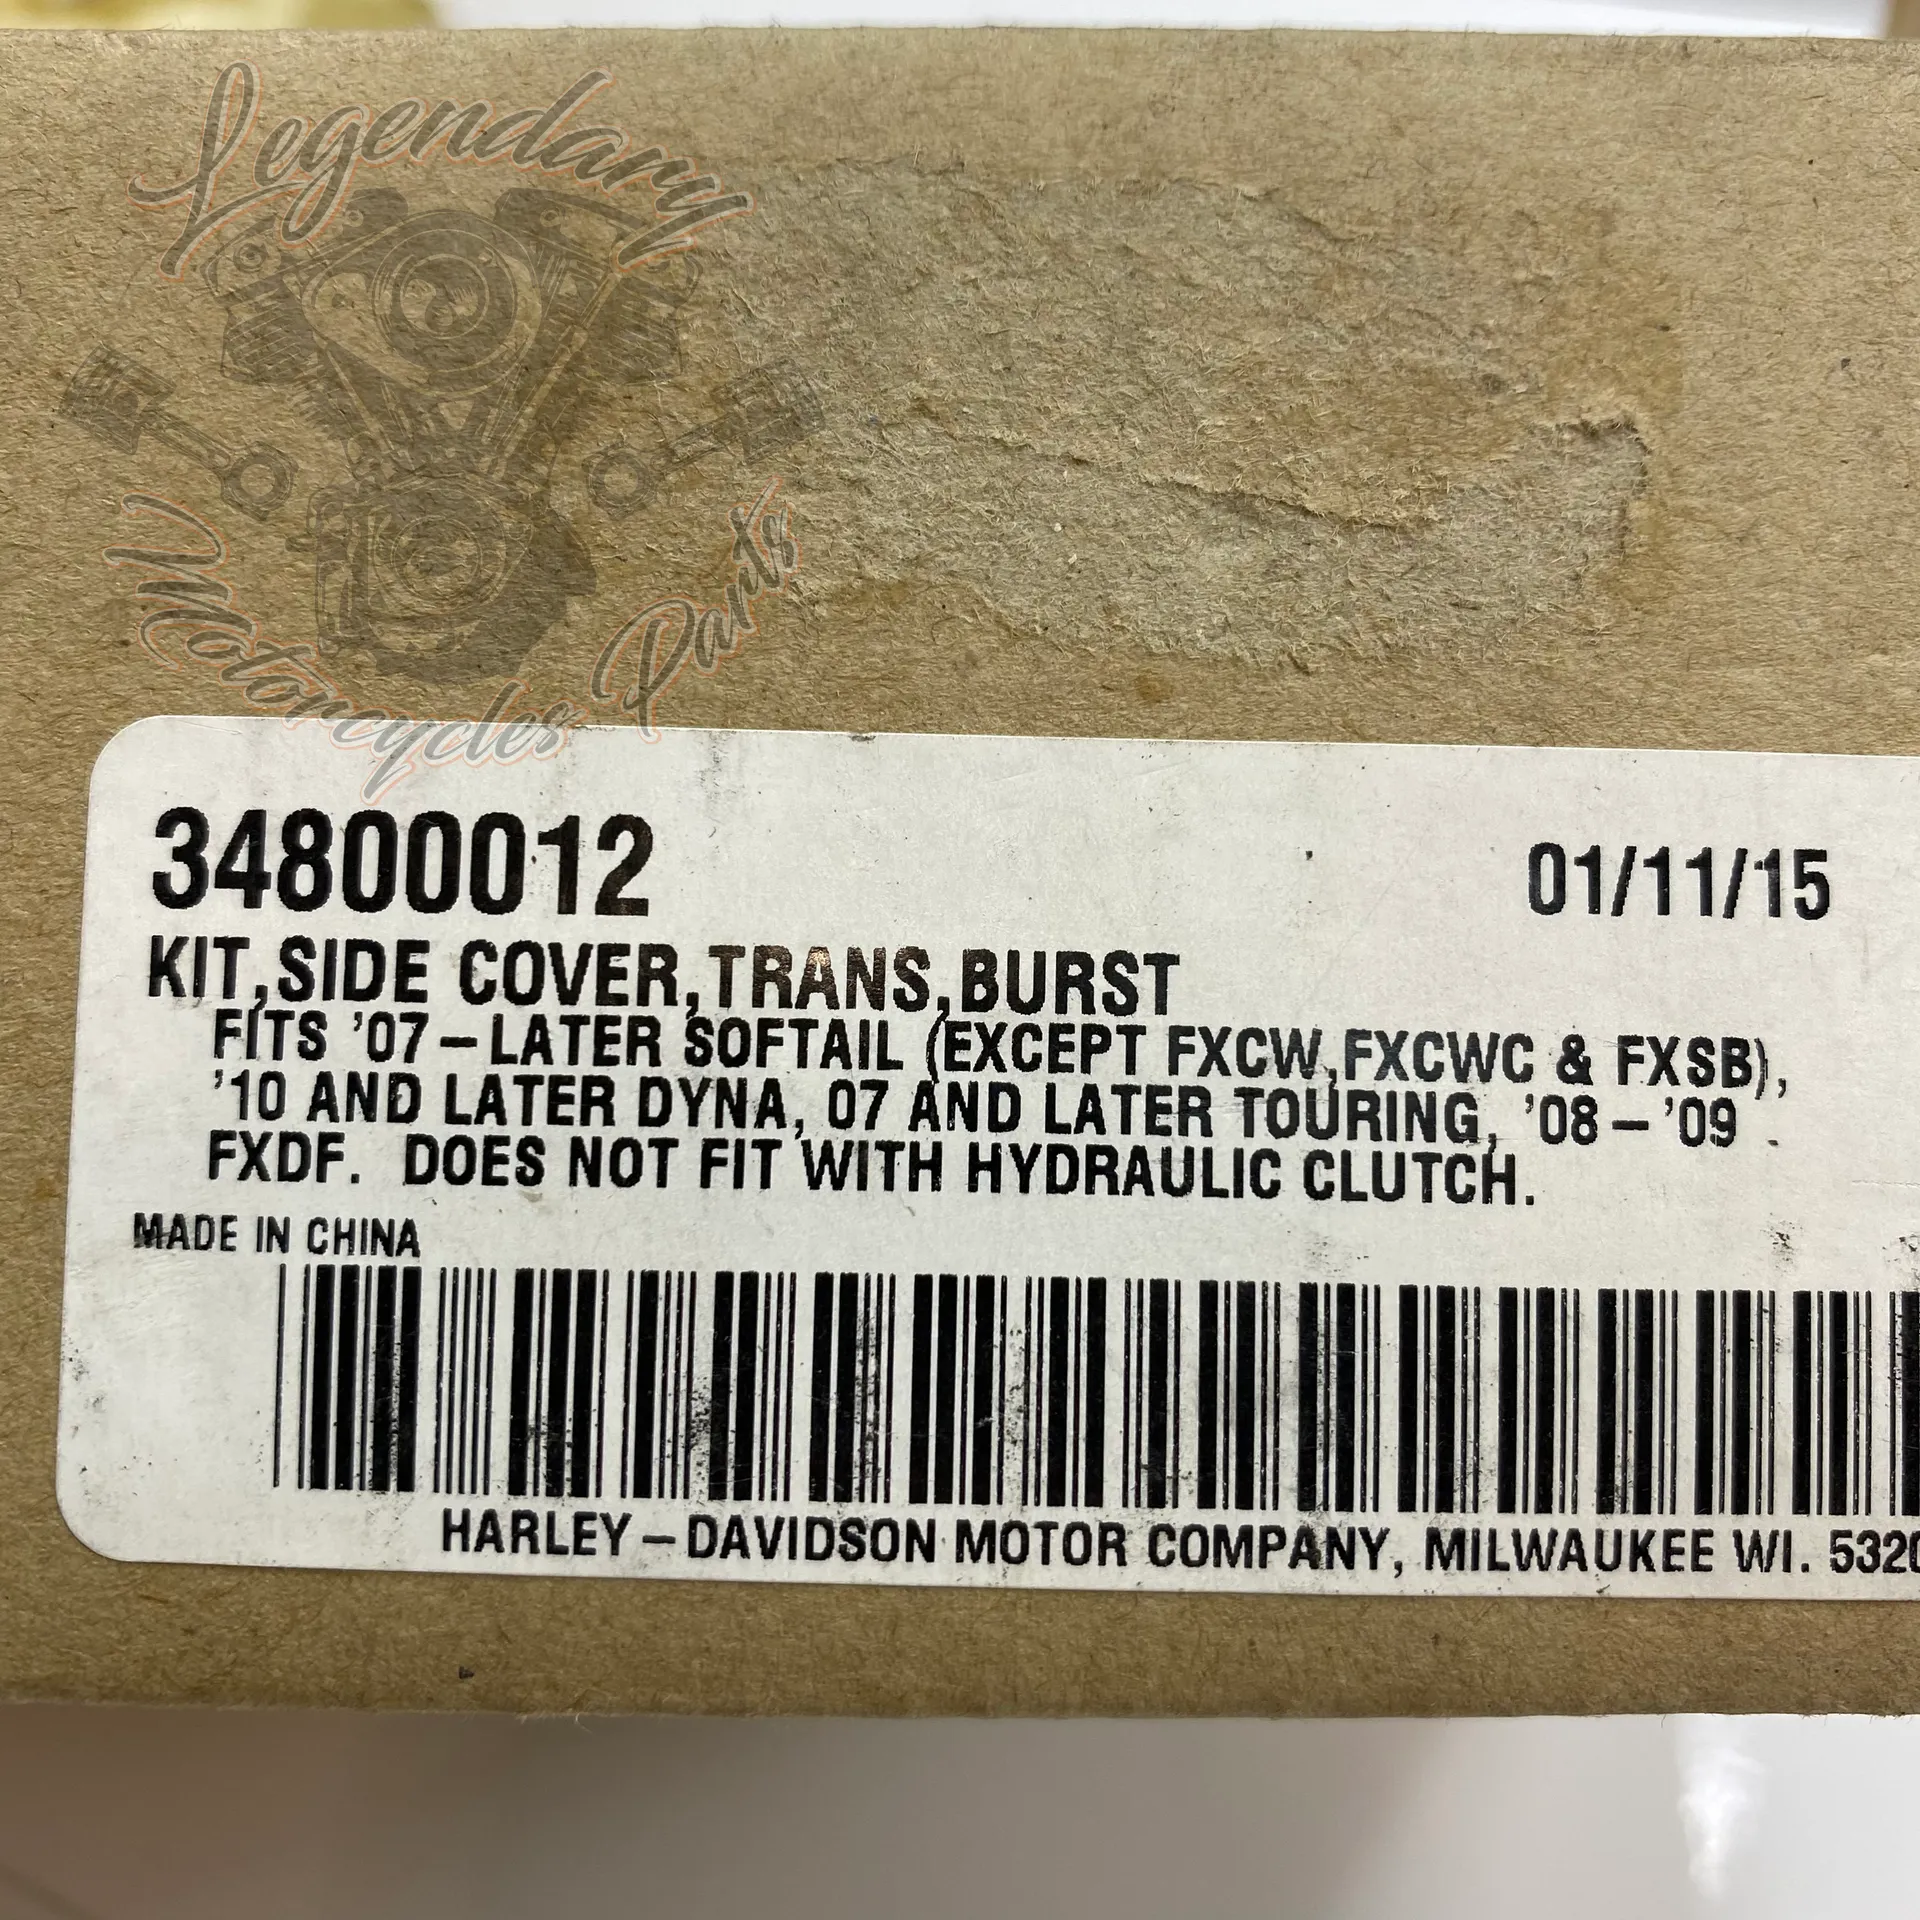 Legendary
Motorcycles Parts
34800012
01/11/15
KIT,SIDE COVER,TRANS,BURST
FITS '07-LATER SOFTAIL (EXCEPT FXCW,FXCWC & FXSB),
'10 AND LATER DYNA, 07 AND LATER TOURING, '08-'09
FXDF. DOES NOT FIT WITH HYDRAULIC CLUTCH.
MADE IN CHINA
HARLEY-DAVIDSON MOTOR COMPANY, MILWAUKEE WI.